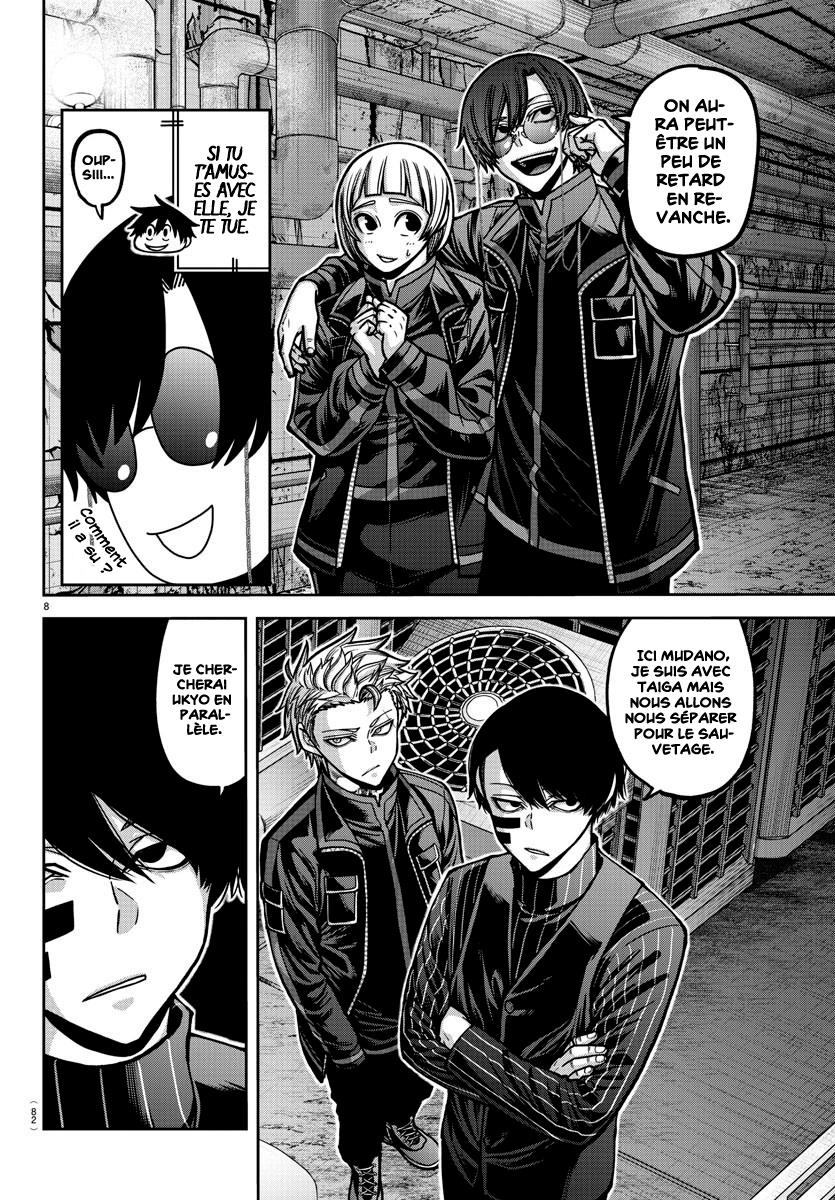 ON AU-
RA PEUT-
ÊTRE UN
PEU DE
RETARD
EN RE-
VANCHE.
SI TU
T'AMUS-
ES AVEC
ELLE, JE
TE TUE.
OUP-
SIII...
Comment
il a su ?
8
ICI MUDANO,
JE SUIS AVEC
TAIGA MAIS
NOUS ALLONS
NOUS SÉPARER
POUR LE SAU-
VETAGE.
JE CHER-
CHERAI
UKYO EN
PARAL-
LÈLE.
(82)